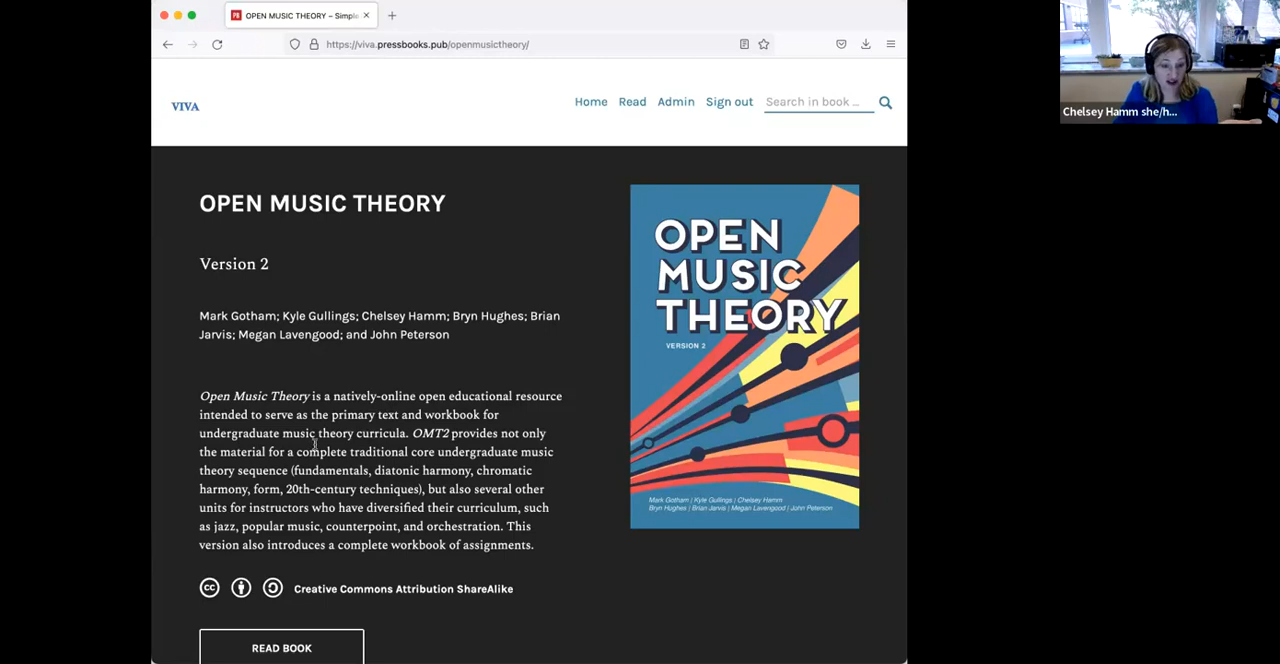 OPEN MUSIC THEORY – Simple
https://viva.pressbooks.pub/openmusictheory/
VIVA
Home Read Admin Sign out Search in book ...
Chelsey Hamm she/h...
OPEN MUSIC THEORY
Version 2
Mark Gotham; Kyle Gullings; Chelsey Hamm; Bryn Hughes; Brian
Jarvis; Megan Lavengood; and John Peterson
Open Music Theory is a natively-online open educational resource
intended to serve as the primary text and workbook for
undergraduate music theory curricula. OMT2 provides not only
the material for a complete traditional core undergraduate music
theory sequence (fundamentals, diatonic harmony, chromatic
harmony, form, 20th-century techniques), but also several other
units for instructors who have diversified their curriculum, such
as jazz, popular music, counterpoint, and orchestration. This
version also introduces a complete workbook of assignments.
cc
Creative Commons Attribution ShareAlike
READ BOOK
OPEN
MUSIC
THEORY
VERSION 2
Mark Gotham | Kyle Gullings | Chelsey Hamm
Bryn Hughes | Brian Jarvis | Megan Lavengood | John Peterson